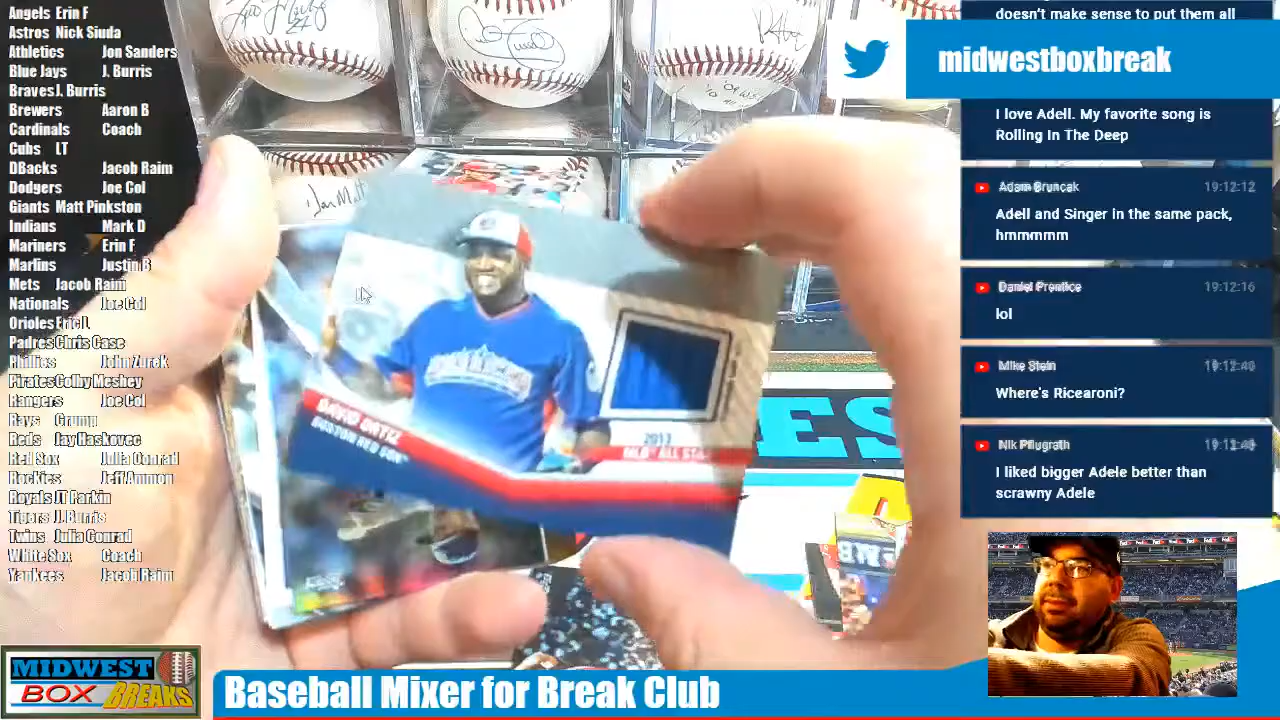 Angels Erin F
Astros Nick Siuda
Athletics Jon Sanders
Blue Jays J. Burris
Braves J. Burris
Brewers Aaron B
Cardinals Coach
Cubs LT
DBacks Jacob Raim
Dodgers Joe Col
Giants Matt Pinkston
Indians Mark D
Mariners Erin F
Marlins Justin B
Mets Jacob Raim
Nationals Joe Col
Orioles Eric L
Padres Chris Case
Phillies John Zurek
Pirates Colby Meshey
Rangers Joe Col
Rays Grump
Reds Jay Haskovec
Red Sox Julia Conrad
Rockies Jeff Ammon
Royals JT Parkin
Tigers J. Burris
Twins Julia Conrad
White Sox Coach
Yankees Jacob Raim
MIDWEST
BOX
BREAKS
Baseball Mixer for Break Club
DAVID ORTIZ
BOSTON RED SOX
ES
midwestboxbreak
doesn't make sense to put them all
I love Adell. My favorite song is
Rolling In The Deep
Adam Bruncak 19:12:12
Adell and Singer in the same pack,
hmmmmm
Daniel Prentice 19:12:16
lol
Mike Stein 19:12:40
Where's Ricearoni?
Nik Pflugrath
I liked bigger Adele better than
scrawny Adele